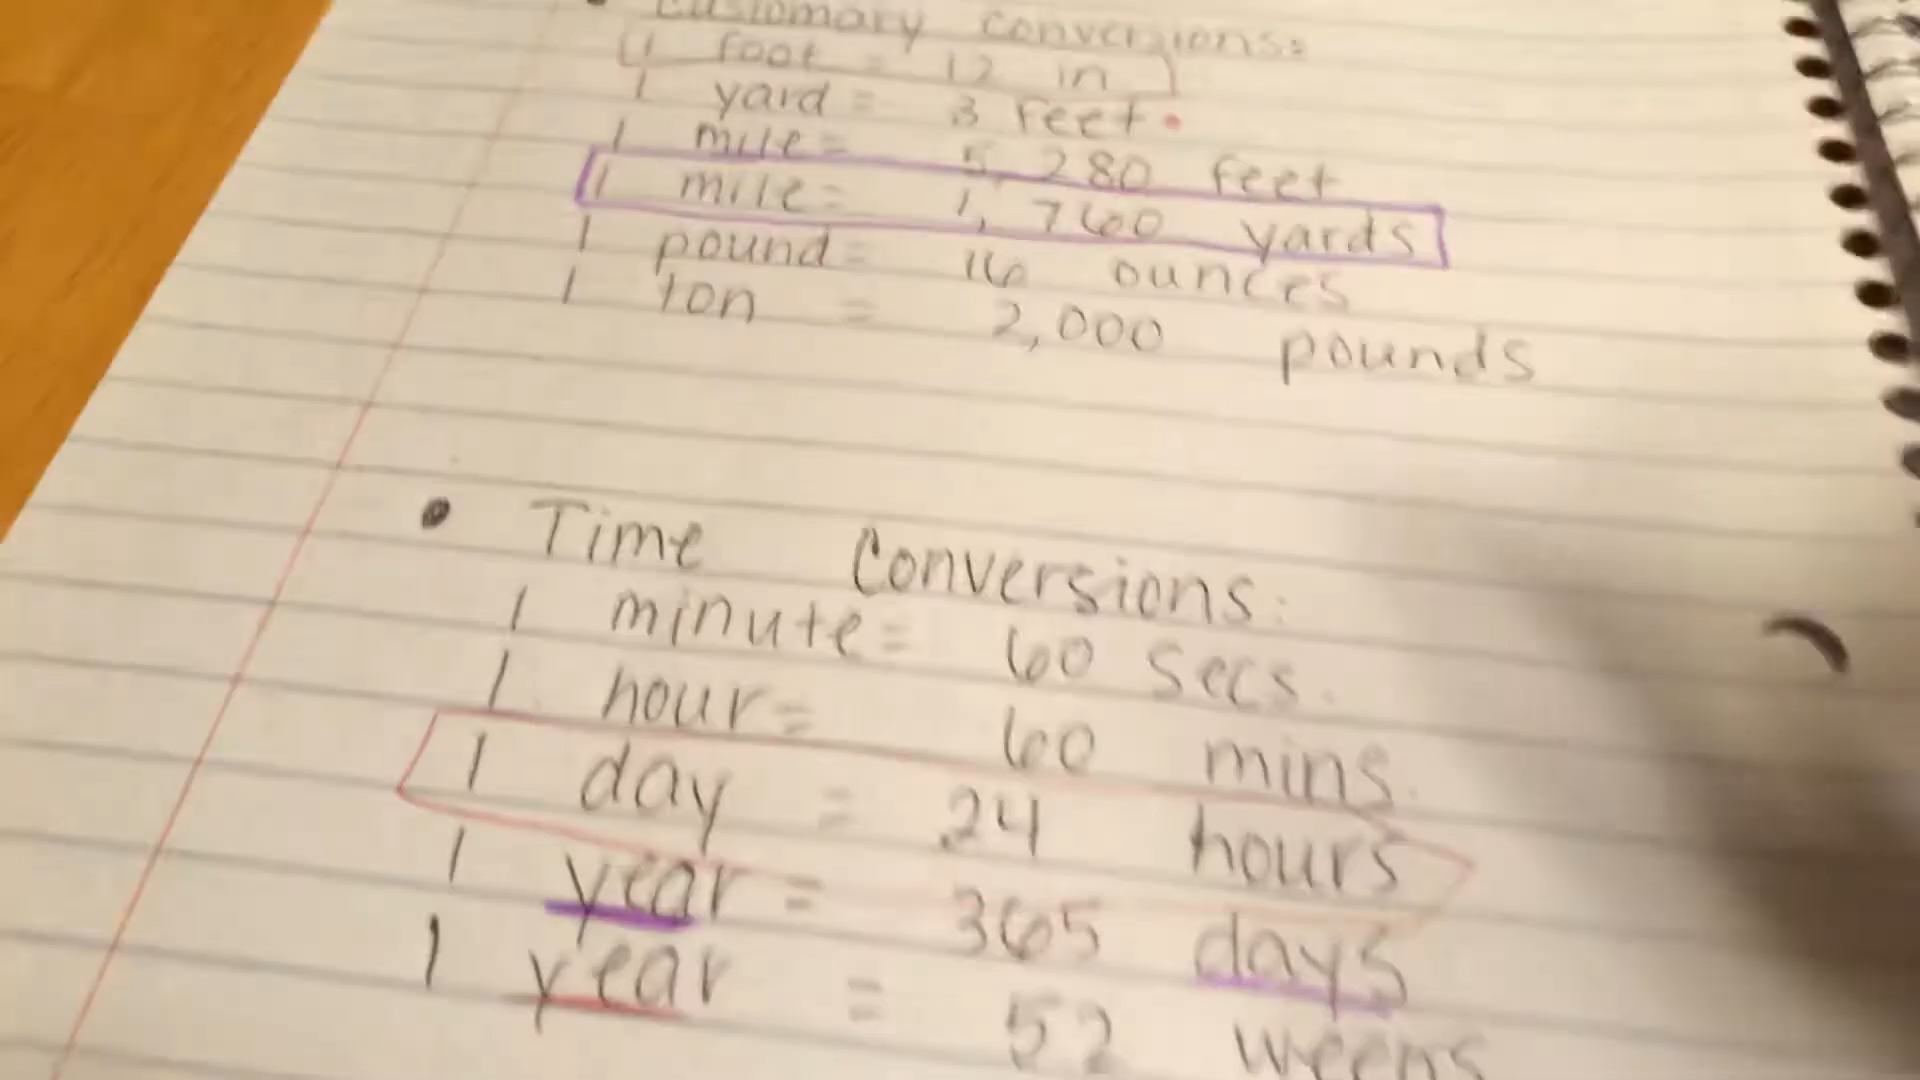 Customary conversions:
1 foot = 12 in
1 yard = 3 feet
1 mile = 5,280 feet
1 mile = 1,760 yards
1 pound = 16 ounces
1 ton = 2,000 pounds
Time Conversions:
1 minute = 60 Secs.
1 hour = 60 mins.
1 day = 24 hours
1 year = 365 days
1 year = 52 weeks